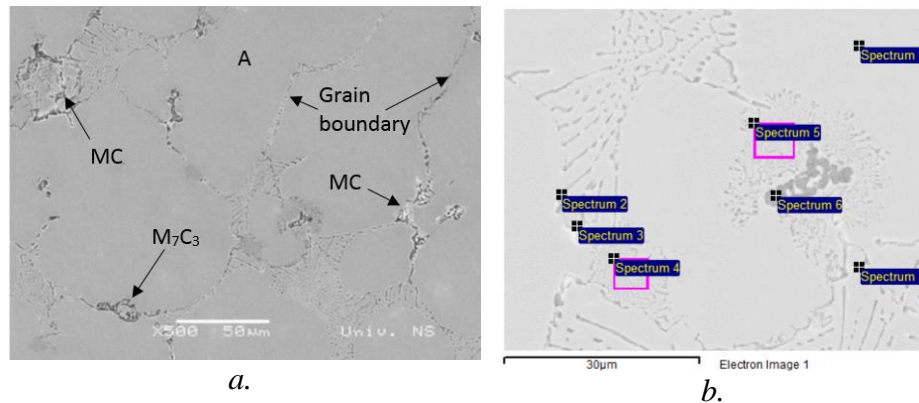 A
Grain
boundary
MC
MC
M₇C₃
X500 50µm Univ. NS
a.
Spectrum
Spectrum 5
Spectrum 2
Spectrum 6
Spectrum 3
Spectrum 4
Spectrum
30µm Electron Image 1
b.